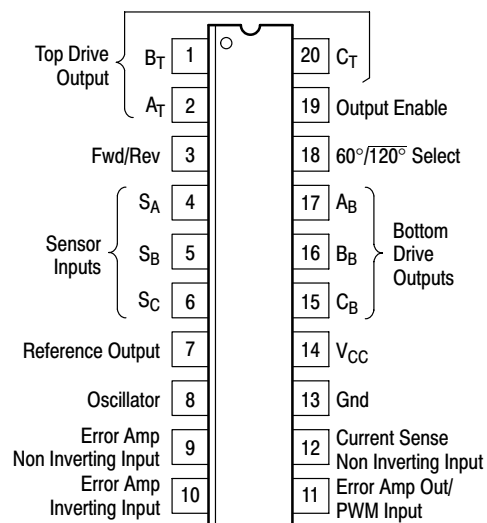 Top Drive
Output
B_T 1
A_T 2
Fwd/Rev 3
Sensor
Inputs
S_A 4
S_B 5
S_C 6
Reference Output 7
Oscillator 8
Error Amp
Non Inverting Input 9
Error Amp
Inverting Input 10
20 C_T
19 Output Enable
18 60°/120° Select
17 A_B
16 B_B
15 C_B
Bottom
Drive
Outputs
14 V_CC
13 Gnd
12 Current Sense
Non Inverting Input
11 Error Amp Out/
PWM Input